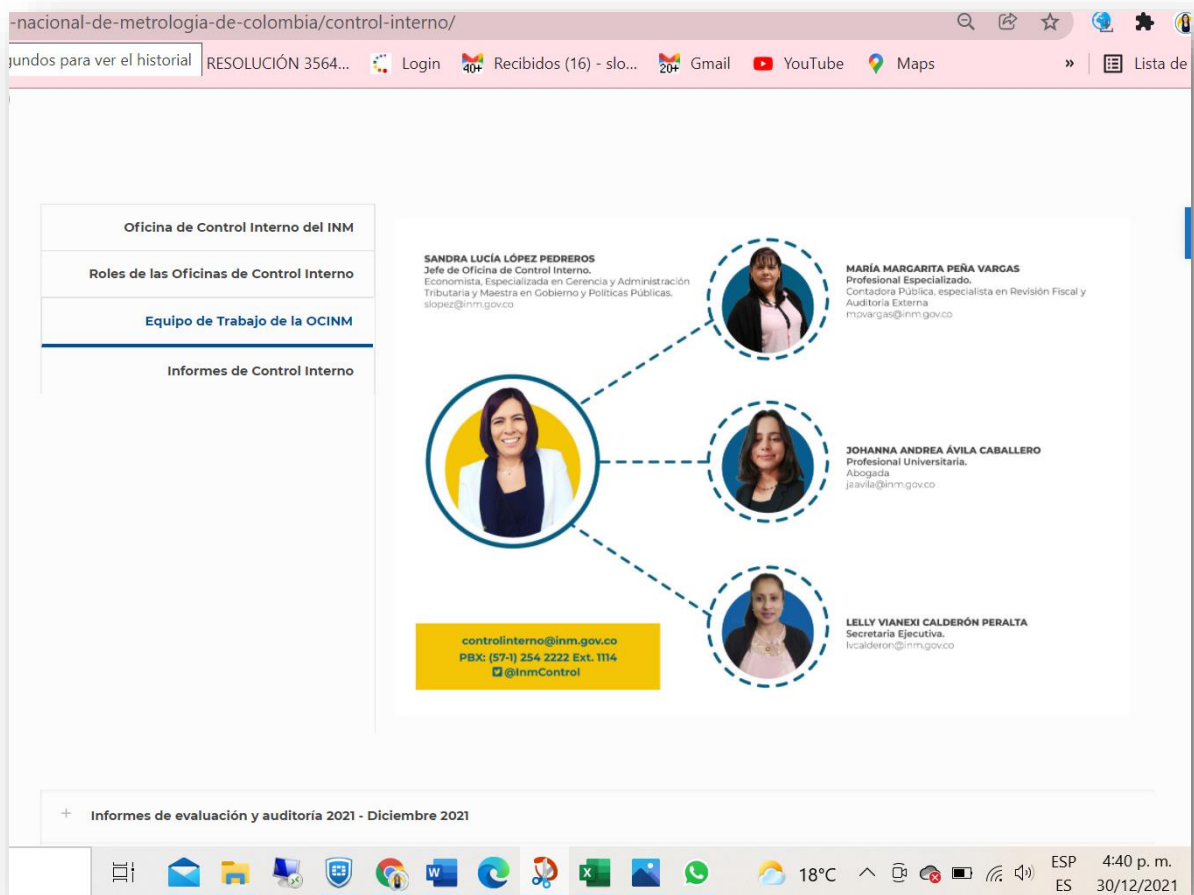 -nacional-de-metrologia-de-colombia/control-interno/
gundos para ver el historial
RESOLUCIÓN 3564...
Login
40+
Recibidos (16) - slo...
20+
Gmail
YouTube
Maps
»
Lista de
Oficina de Control Interno del INM
Roles de las Oficinas de Control Interno
Equipo de Trabajo de la OCINM
Informes de Control Interno
SANDRA LUCÍA LÓPEZ PEDREROS
Jefe de Oficina de Control Interno.
Economista, Especializada en Gerencia y Administración
Tributaria y Maestra en Gobierno y Políticas Públicas.
slopez@inm.gov.co
MARÍA MARGARITA PEÑA VARGAS
Profesional Especializado.
Contadora Pública, especialista en Revisión Fiscal y
Auditoría Externa
mpvargas@inm.gov.co
JOHANNA ANDREA ÁVILA CABALLERO
Profesional Universitaria.
Abogada
jaavila@inm.gov.co
LELLY VIANEXI CALDERÓN PERALTA
Secretaria Ejecutiva.
lvcalderon@inm.gov.co
controlinterno@inm.gov.co
PBX: (57-1) 254 2222 Ext. 1114
@InmControl
+ Informes de evaluación y auditoría 2021 - Diciembre 2021
18°C
ESP
ES
4:40 p. m.
30/12/2021